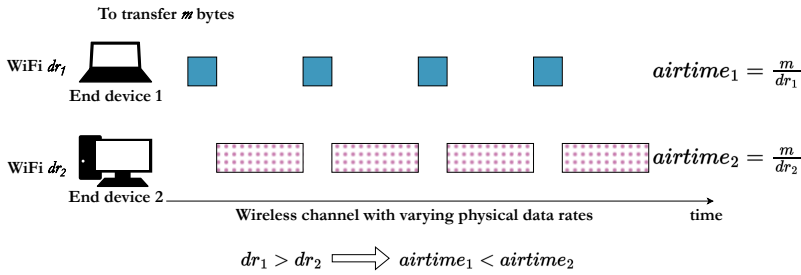 To transfer m bytes
WiFi dr₁
End device 1
airtime₁ = m/dr₁
WiFi dr₂
End device 2
airtime₂ = m/dr₂
Wireless channel with varying physical data rates
time
dr₁ > dr₂ ⟹ airtime₁ < airtime₂